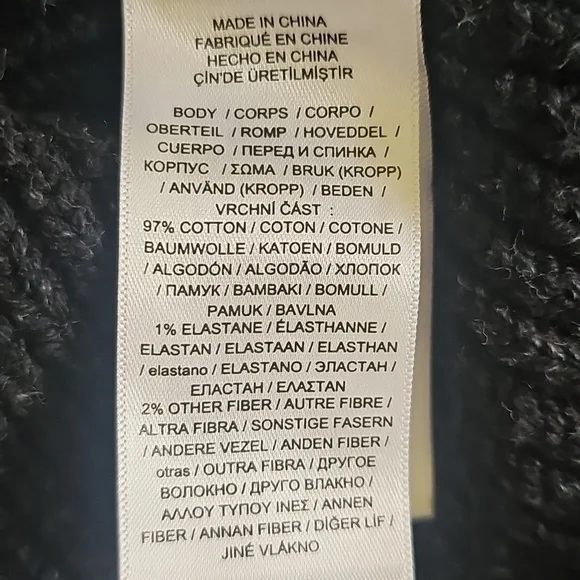 MADE IN CHINA
FABRIQUÉ EN CHINE
HECHO EN CHINA
ÇİN'DE ÜRETİLMİŞTİR
BODY / CORPS / CORPO /
OBERTEIL / ROMP / HOVEDDEL /
CUERPO / ПЕРЕД И СПИНКА /
КОРПУС / ΣΩΜΑ / BRUK (KROPP)
/ ANVÄND (KROPP) / BEDEN /
VRCHNÍ ČÁST :
97% COTTON / COTON / COTONE /
BAUMWOLLE / KATOEN / BOMULD
/ ALGODÓN / ALGODÃO / ХЛОПОК
/ ПАМУК / ΒΑΜΒΑΚΙ / BOMULL /
PAMUK / BAVLNA
1% ELASTANE / ÉLASTHANNE /
ELASTAN / ELASTAAN / ELASTHAN
/ elastano / ELASTANO / ЭЛАСТАН /
ЕЛАСТАН / ΕΛΑΣΤΑΝ
2% OTHER FIBER / AUTRE FIBRE /
ALTRA FIBRA / SONSTIGE FASERN
/ ANDERE VEZEL / ANDEN FIBER /
otras / OUTRA FIBRA / ДРУГОЕ
ВОЛОКНО / ДРУГО ВЛАКНО /
ΑΛΛΟΥ ΤΥΠΟΥ ΙΝΕΣ / ANNEN
FIBER / ANNAN FIBER / DİĞER LİF /
JINÉ VLÁKNO